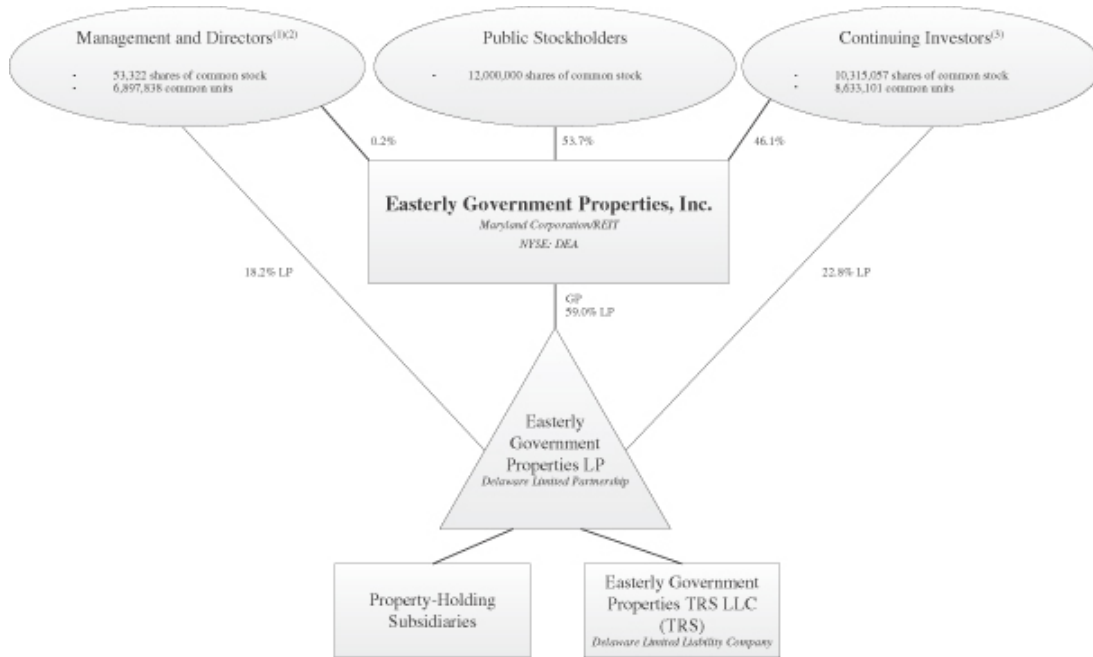 Management and Directors(1)(2)
- 53,322 shares of common stock
- 6,897,838 common units
Public Stockholders
- 12,000,000 shares of common stock
Continuing Investors(3)
- 10,315,057 shares of common stock
- 8,633,101 common units
0.2%
53.7%
46.1%
Easterly Government Properties, Inc.
Maryland Corporation/REIT
NYSE: DEA
18.2% LP
22.8% LP
GP
59.0% LP
Easterly
Government
Properties LP
Delaware Limited Partnership
Property-Holding
Subsidiaries
Easterly Government
Properties TRS LLC
(TRS)
Delaware Limited Liability Company